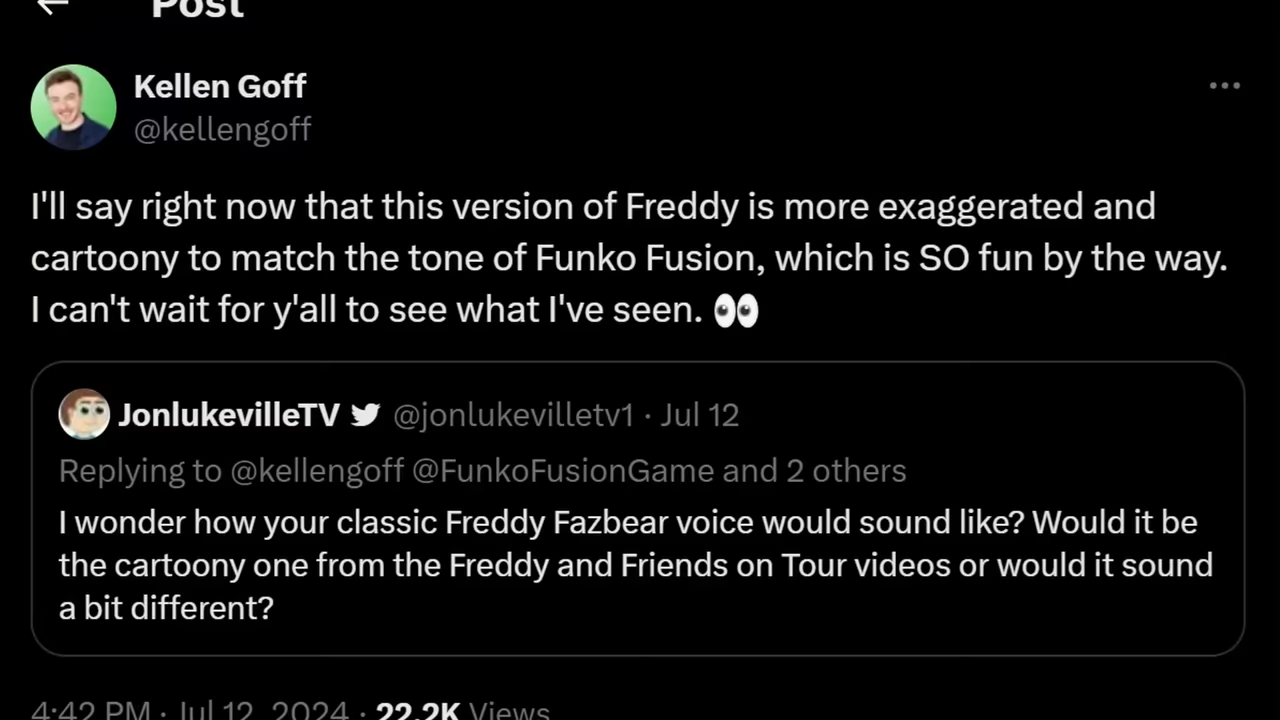 Post
Kellen Goff
@kellengoff
I'll say right now that this version of Freddy is more exaggerated and
cartoony to match the tone of Funko Fusion, which is SO fun by the way.
I can't wait for y'all to see what I've seen. 👀
JonlukevilleTV @jonlukevilletv1 · Jul 12
Replying to @kellengoff @FunkoFusionGame and 2 others
I wonder how your classic Freddy Fazbear voice would sound like? Would it be
the cartoony one from the Freddy and Friends on Tour videos or would it sound
a bit different?
4:42 PM · Jul 12, 2024 · 22.2K Views